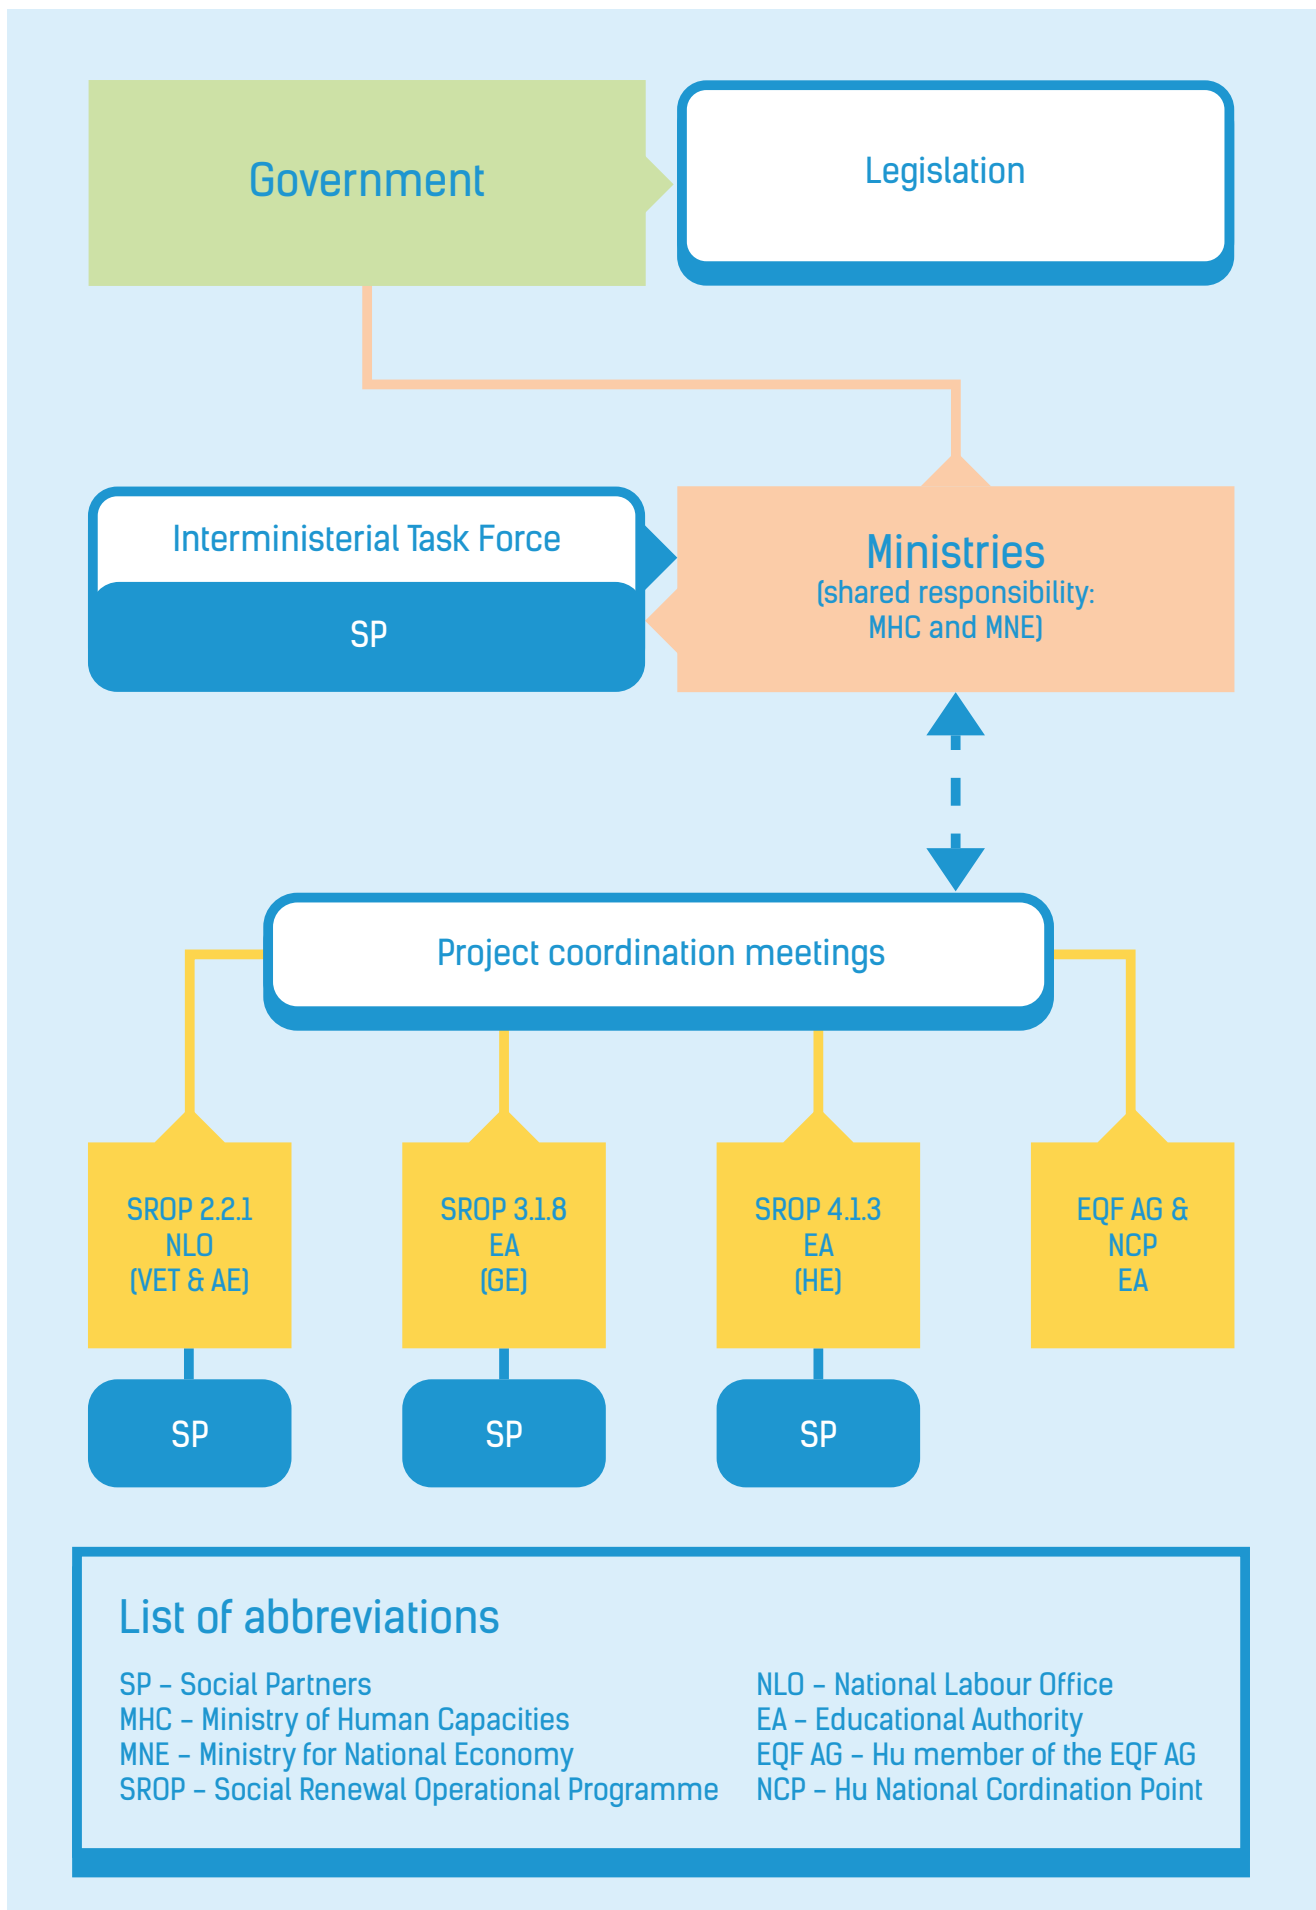 Government
Legislation
Interministerial Task Force
SP
Ministries
(shared responsibility:
MHC and MNE)
Project coordination meetings
SROP 2.2.1
NLO
(VET & AE)
SROP 3.1.8
EA
(GE)
SROP 4.1.3
EA
(HE)
EQF AG &
NCP
EA
SP
SP
SP
List of abbreviations
SP – Social Partners
MHC – Ministry of Human Capacities
MNE – Ministry for National Economy
SROP – Social Renewal Operational Programme
NLO – National Labour Office
EA – Educational Authority
EQF AG – Hu member of the EQF AG
NCP – Hu National Cordination Point